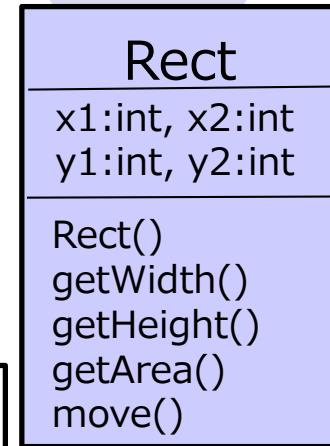 Rect
x1:int, x2:int
y1:int, y2:int
Rect()
getWidth()
getHeight()
getArea()
move()